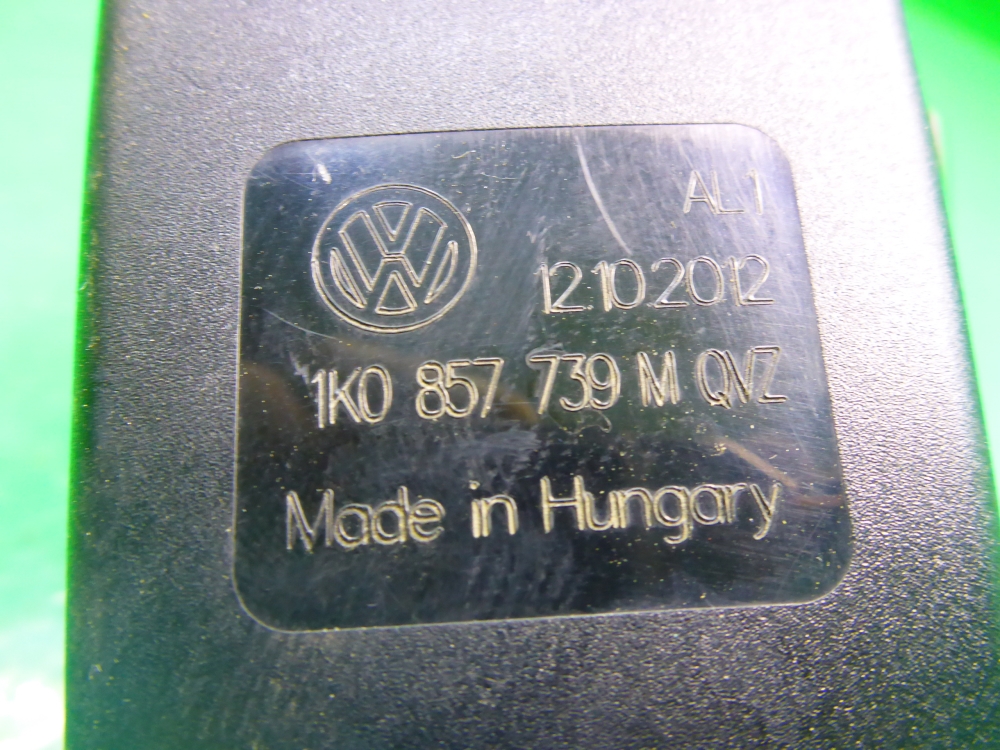 AL1
12.10.2012
1K0 857 739 M QVZ
Made in Hungary